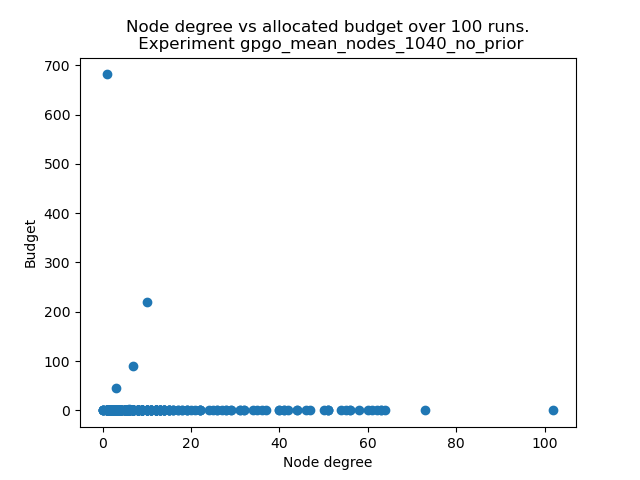 Node degree vs allocated budget over 100 runs.
Experiment gpgo_mean_nodes_1040_no_prior
700
600
500
400
300
200
100
0
Budget
0 20 40 60 80 100
Node degree